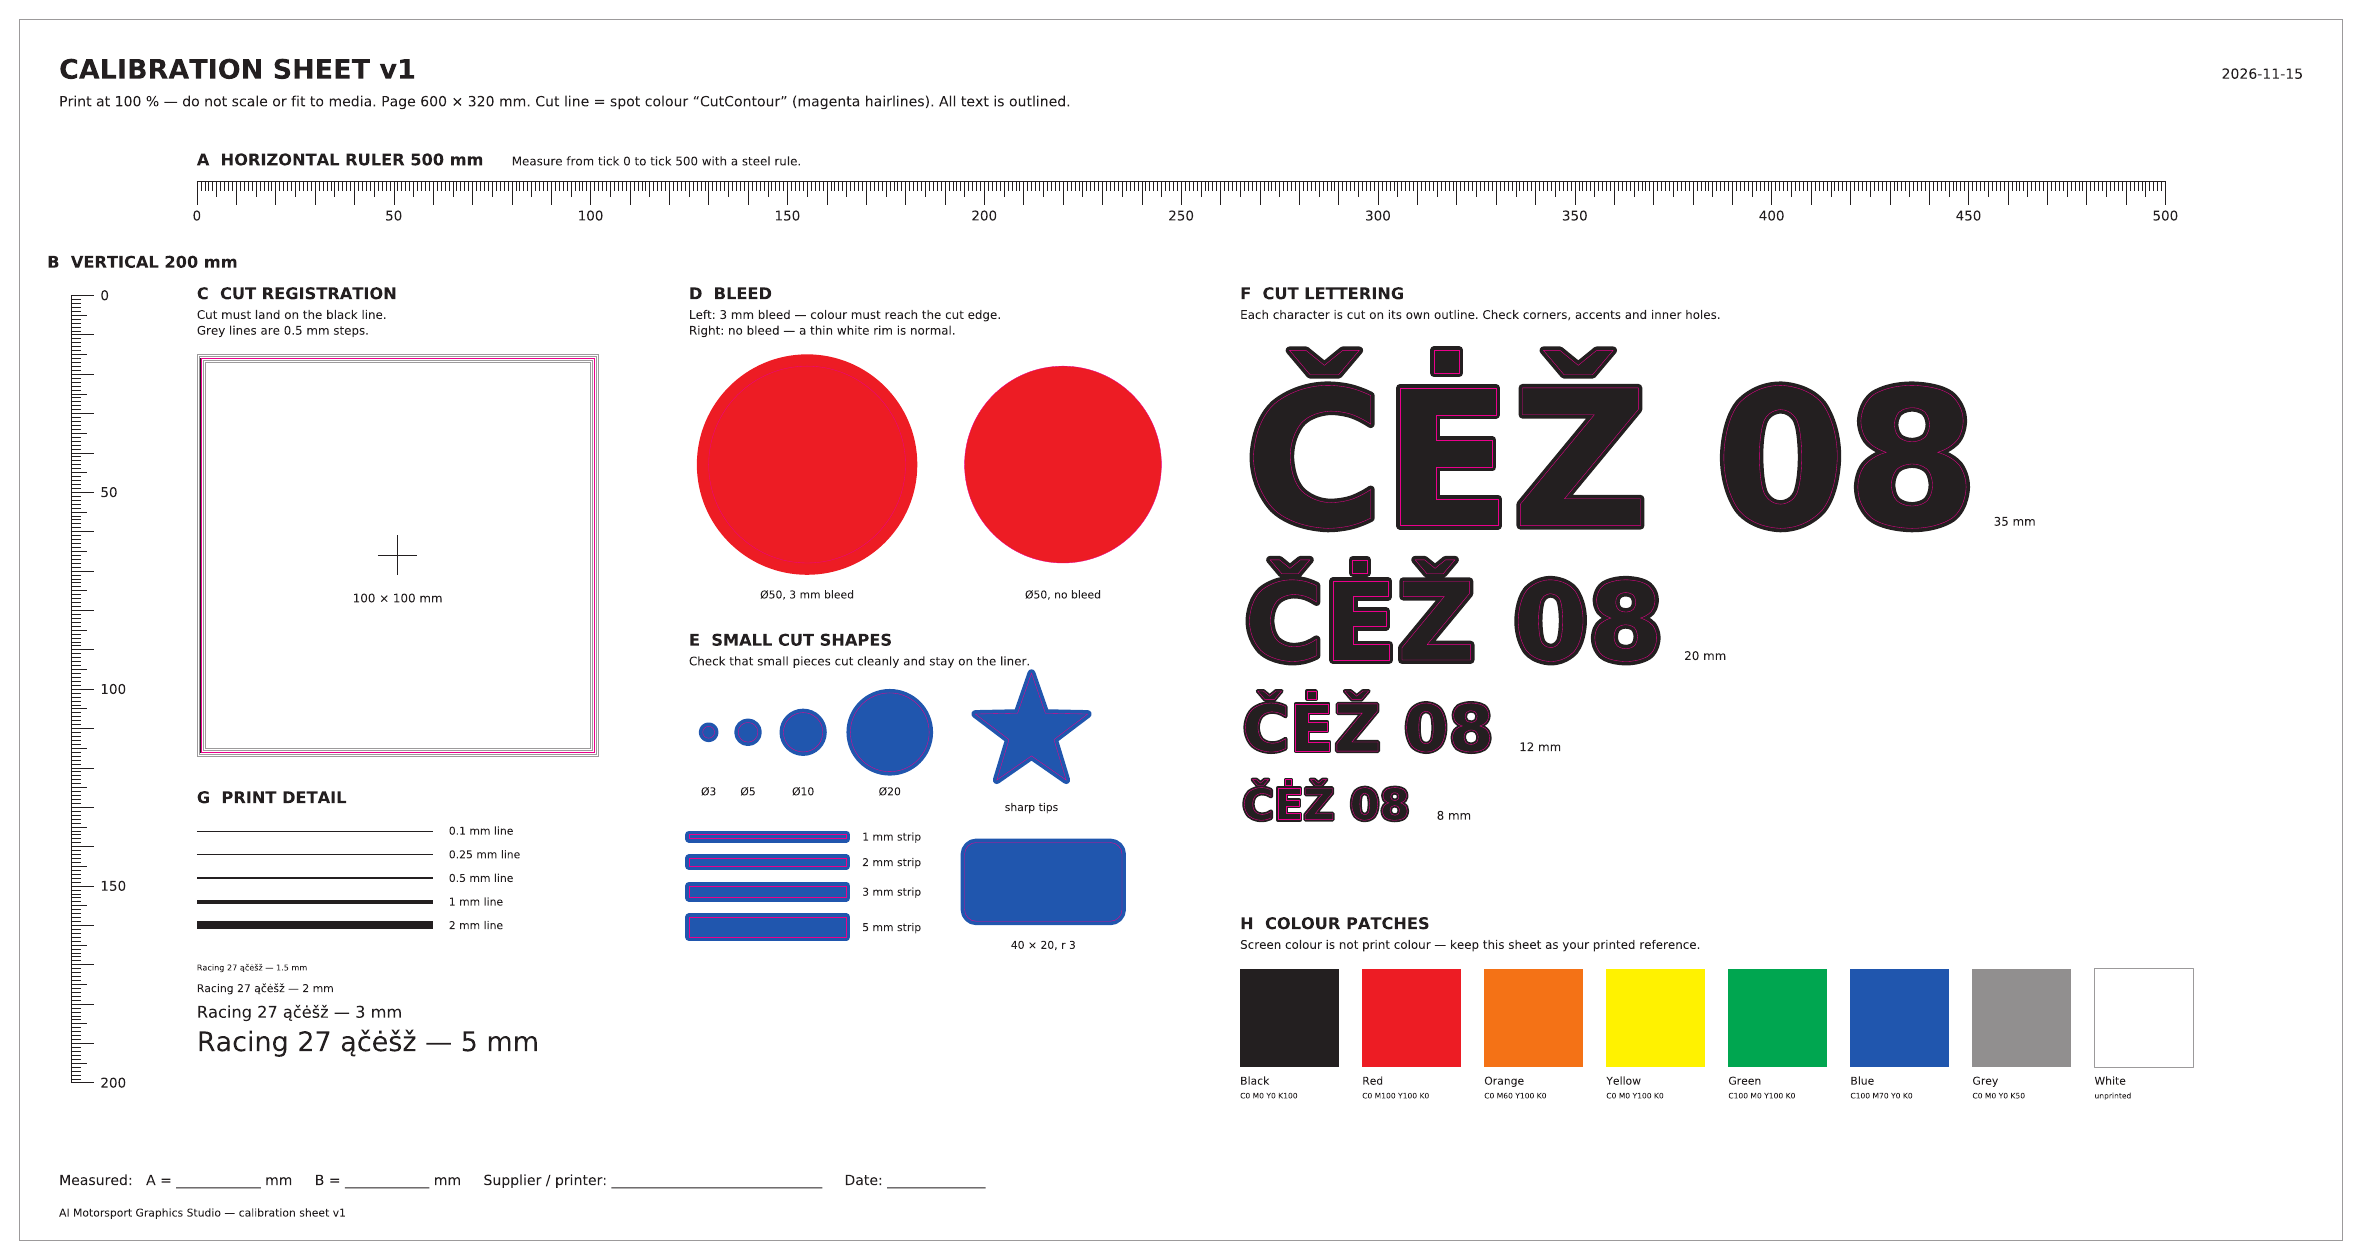 CALIBRATION SHEET v1
2026-11-15
Print at 100 % — do not scale or fit to media. Page 600 × 320 mm. Cut line = spot colour “CutContour” (magenta hairlines). All text is outlined.
A HORIZONTAL RULER 500 mm Measure from tick 0 to tick 500 with a steel rule.
0 50 100 150 200 250 300 350 400 450 500
B VERTICAL 200 mm
0
50
100
150
200
C CUT REGISTRATION
Cut must land on the black line.
Grey lines are 0.5 mm steps.
100 × 100 mm
D BLEED
Left: 3 mm bleed — colour must reach the cut edge.
Right: no bleed — a thin white rim is normal.
Ø50, 3 mm bleed
Ø50, no bleed
E SMALL CUT SHAPES
Check that small pieces cut cleanly and stay on the liner.
Ø3 Ø5 Ø10 Ø20
sharp tips
1 mm strip
2 mm strip
3 mm strip
5 mm strip
40 × 20, r 3
F CUT LETTERING
Each character is cut on its own outline. Check corners, accents and inner holes.
ČĖŽ 08 35 mm
ČĖŽ 08 20 mm
ČĖŽ 08 12 mm
ČĖŽ 08 8 mm
G PRINT DETAIL
0.1 mm line
0.25 mm line
0.5 mm line
1 mm line
2 mm line
Racing 27 ąčėšž — 1.5 mm
Racing 27 ąčėšž — 2 mm
Racing 27 ąčėšž — 3 mm
Racing 27 ąčėšž — 5 mm
H COLOUR PATCHES
Screen colour is not print colour — keep this sheet as your printed reference.
Black Red Orange Yellow Green Blue Grey White
C0 M0 Y0 K100 C0 M100 Y100 K0 C0 M60 Y100 K0 C0 M0 Y100 K0 C100 M0 Y100 K0 C100 M70 Y0 K0 C0 M0 Y0 K50 unprinted
Measured: A = ____________ mm B = ____________ mm Supplier / printer: ______________________________ Date: ______________
AI Motorsport Graphics Studio — calibration sheet v1